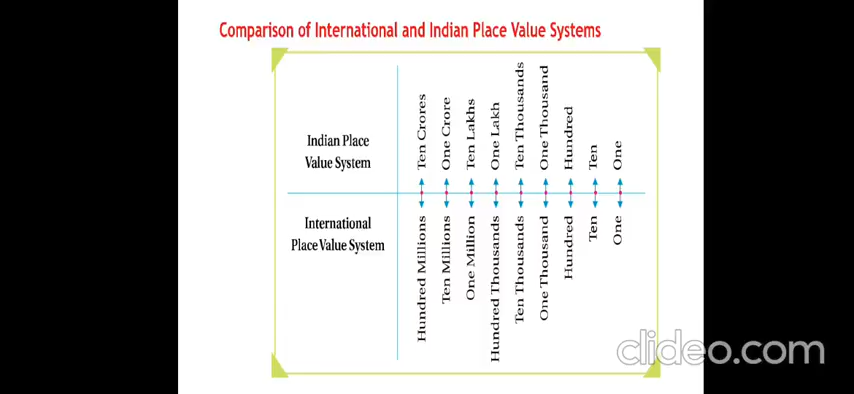 Comparison of International and Indian Place Value Systems
Indian Place
Value System
Ten Crores
One Crore
Ten Lakhs
One Lakh
Ten Thousands
One Thousand
Hundred
Ten
One
International
Place Value System
Hundred Millions
Ten Millions
One Million
Hundred Thousands
Ten Thousands
One Thousand
Hundred
Ten
One
clideo.com